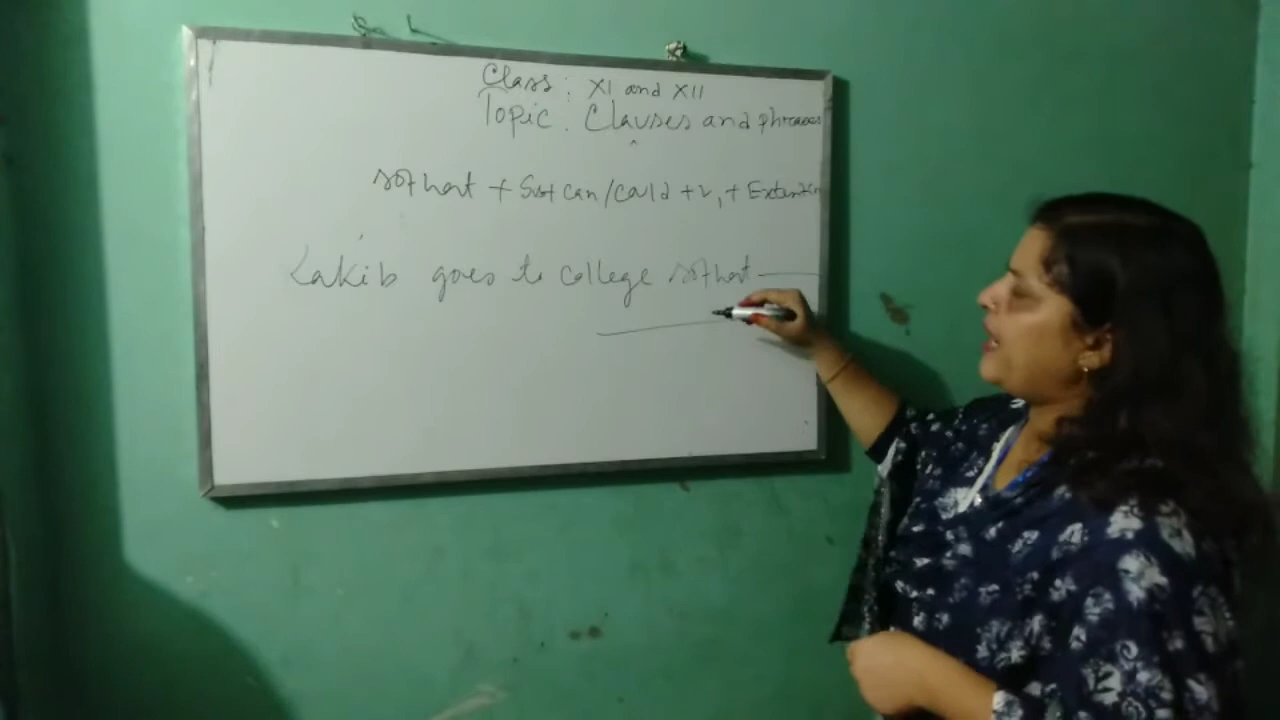 Class : XI and XII
Topic : Clauses and phrases
so that + Sub + can/could + v1 + Extension
Lakib goes to college so that